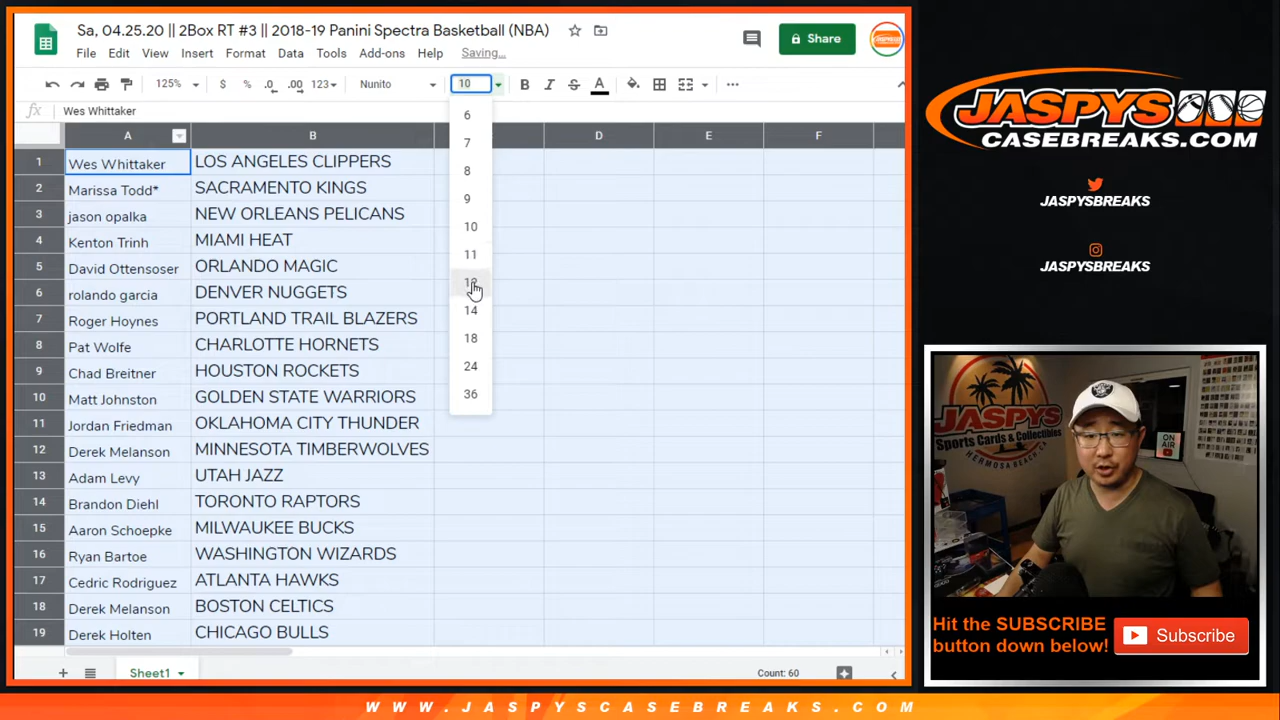 Sa, 04.25.20 || 2Box RT #3 || 2018-19 Panini Spectra Basketball (NBA)
File Edit View Insert Format Data Tools Add-ons Help Saving...
Share
125% $ % .0 .00 123 Nunito 10 B I S A
fx Wes Whittaker
A B D E F
1 Wes Whittaker LOS ANGELES CLIPPERS
2 Marissa Todd* SACRAMENTO KINGS
3 jason opalka NEW ORLEANS PELICANS
4 Kenton Trinh MIAMI HEAT
5 David Ottensoser ORLANDO MAGIC
6 rolando garcia DENVER NUGGETS
7 Roger Hoynes PORTLAND TRAIL BLAZERS
8 Pat Wolfe CHARLOTTE HORNETS
9 Chad Breitner HOUSTON ROCKETS
10 Matt Johnston GOLDEN STATE WARRIORS
11 Jordan Friedman OKLAHOMA CITY THUNDER
12 Derek Melanson MINNESOTA TIMBERWOLVES
13 Adam Levy UTAH JAZZ
14 Brandon Diehl TORONTO RAPTORS
15 Aaron Schoepke MILWAUKEE BUCKS
16 Ryan Bartoe WASHINGTON WIZARDS
17 Cedric Rodriguez ATLANTA HAWKS
18 Derek Melanson BOSTON CELTICS
19 Derek Holten CHICAGO BULLS
6
7
8
9
10
11
14
18
24
36
Sheet1
Count: 60
JASPYS
CASEBREAKS.COM
JASPYSBREAKS
JASPYSBREAKS
JASPYS
Sports Cards & Collectibles
HERMOSA BEACH, CA
ON AIR
Hit the SUBSCRIBE
button down below!
Subscribe
WWW.JASPYSCASEBREAKS.COM